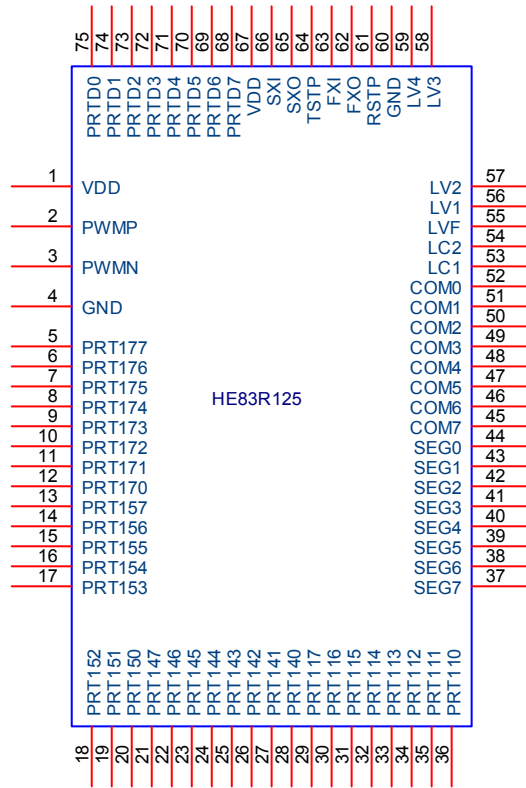 75
74
73
72
71
70
69
68
67
66
65
64
63
62
61
60
59
58
PRTD0
PRTD1
PRTD2
PRTD3
PRTD4
PRTD5
PRTD6
PRTD7
VDD
SXI
SXO
TSTP
FXI
FXO
RSTP
GND
LV4
LV3
1
VDD
2
PWMP
3
PWMN
4
GND
5
PRT177
6
PRT176
7
PRT175
8
PRT174
9
PRT173
10
PRT172
11
PRT171
12
PRT170
13
PRT157
14
PRT156
15
PRT155
16
PRT154
17
PRT153
HE83R125
LV2
57
LV1
56
LVF
55
LC2
54
LC1
53
COM0
52
COM1
51
COM2
50
COM3
49
COM4
48
COM5
47
COM6
46
COM7
45
SEG0
44
SEG1
43
SEG2
42
SEG3
41
SEG4
40
SEG5
39
SEG6
38
SEG7
37
PRT152
PRT151
PRT150
PRT147
PRT146
PRT145
PRT144
PRT143
PRT142
PRT141
PRT140
PRT117
PRT116
PRT115
PRT114
PRT113
PRT112
PRT111
PRT110
18
19
20
21
22
23
24
25
26
27
28
29
30
31
32
33
34
35
36